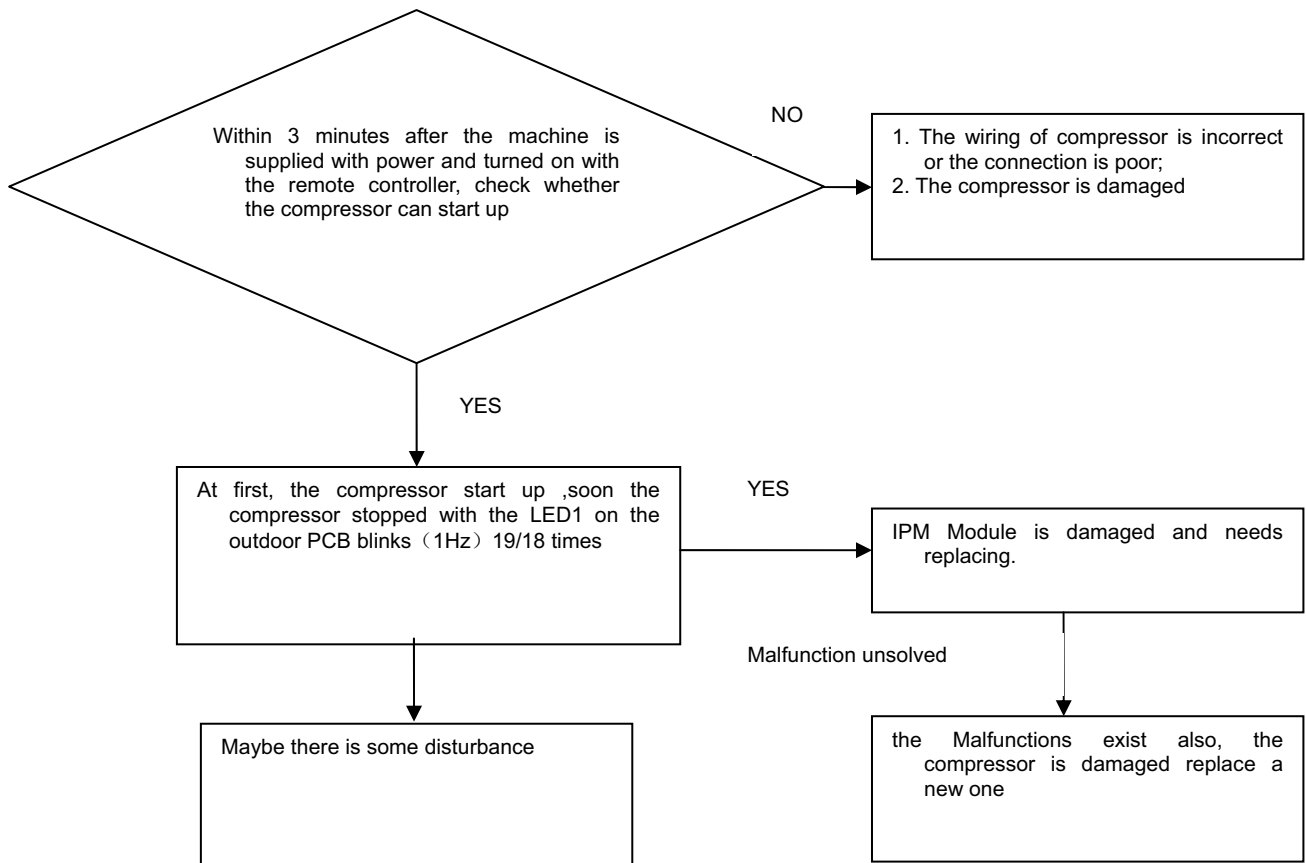 NO
Within 3 minutes after the machine is
supplied with power and turned on with
the remote controller, check whether
the compressor can start up
1. The wiring of compressor is incorrect
or the connection is poor;
2. The compressor is damaged
YES
At first, the compressor start up ,soon the
compressor stopped with the LED1 on the
outdoor PCB blinks（1Hz）19/18 times
YES
IPM Module is damaged and needs
replacing.
Malfunction unsolved
Maybe there is some disturbance
the Malfunctions exist also, the
compressor is damaged replace a
new one